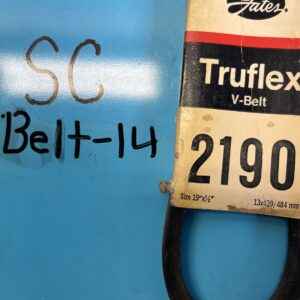 Gates
SC
Truflex
V-Belt
Belt-14
2190
Size 19"x½"
13x439/484 mm